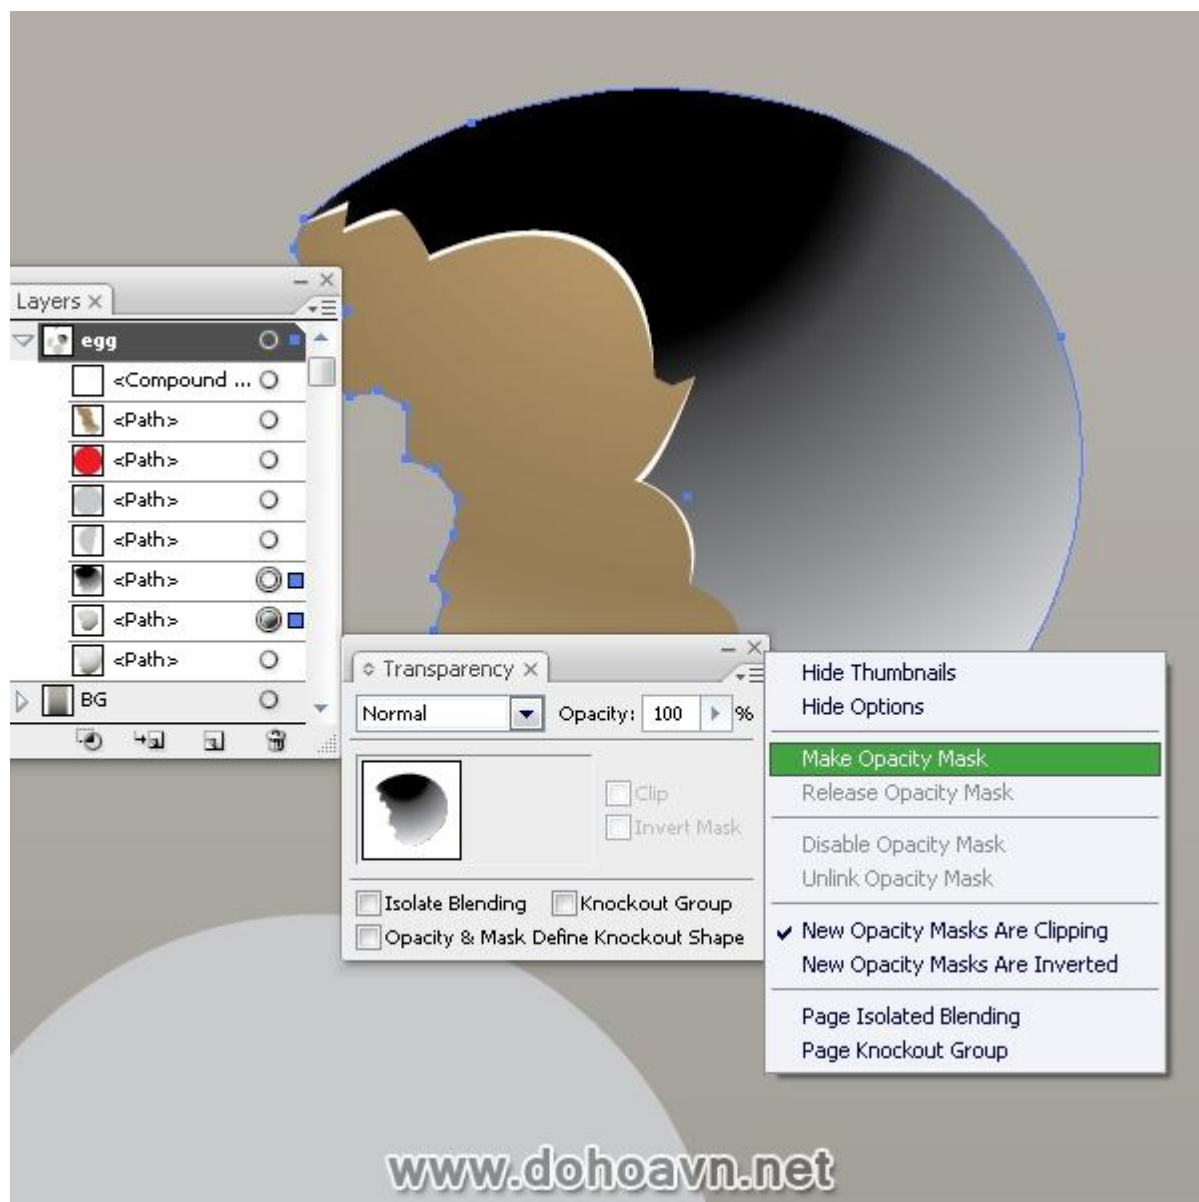 Layers
egg
<Compound ...
<Path>
<Path>
<Path>
<Path>
<Path>
<Path>
<Path>
BG
Transparency
Normal
Opacity: 100 %
Clip
Invert Mask
Isolate Blending Knockout Group
Opacity & Mask Define Knockout Shape
Hide Thumbnails
Hide Options
Make Opacity Mask
Release Opacity Mask
Disable Opacity Mask
Unlink Opacity Mask
New Opacity Masks Are Clipping
New Opacity Masks Are Inverted
Page Isolated Blending
Page Knockout Group
www.dohoavn.net